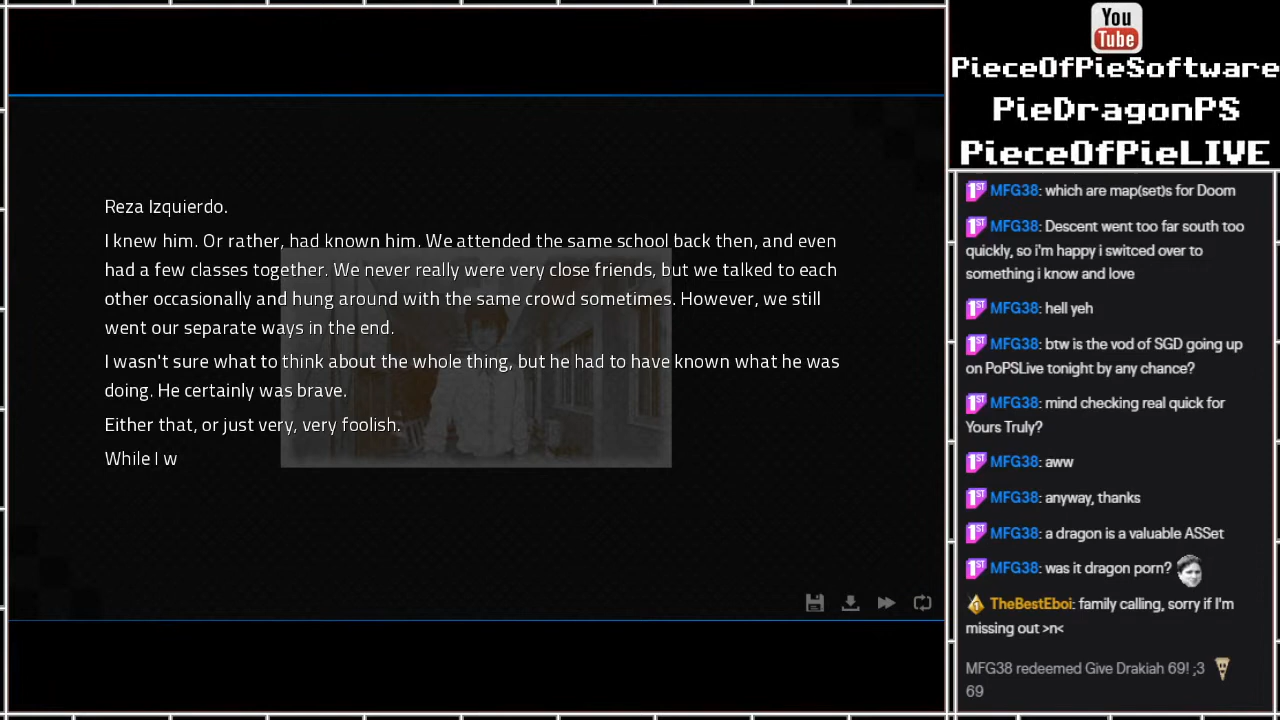 You
Tube
PieceOfPieSoftware
PieDragonPS
PieceOfPieLIVE
Reza Izquierdo.
I knew him. Or rather, had known him. We attended the same school back then, and even
had a few classes together. We never really were very close friends, but we talked to each
other occasionally and hung around with the same crowd sometimes. However, we still
went our separate ways in the end.
I wasn't sure what to think about the whole thing, but he had to have known what he was
doing. He certainly was brave.
Either that, or just very, very foolish.
While I w
1ST MFG38: which are map(set)s for Doom
1ST MFG38: Descent went too far south too
quickly, so i'm happy i switced over to
something i know and love
1ST MFG38: hell yeh
1ST MFG38: btw is the vod of SGD going up
on PoPSLive tonight by any chance?
1ST MFG38: mind checking real quick for
Yours Truly?
1ST MFG38: aww
1ST MFG38: anyway, thanks
1ST MFG38: a dragon is a valuable ASSet
1ST MFG38: was it dragon porn?
1 TheBestEboi: family calling, sorry if I'm
missing out >n<
MFG38 redeemed Give Drakiah 69! ;3
69